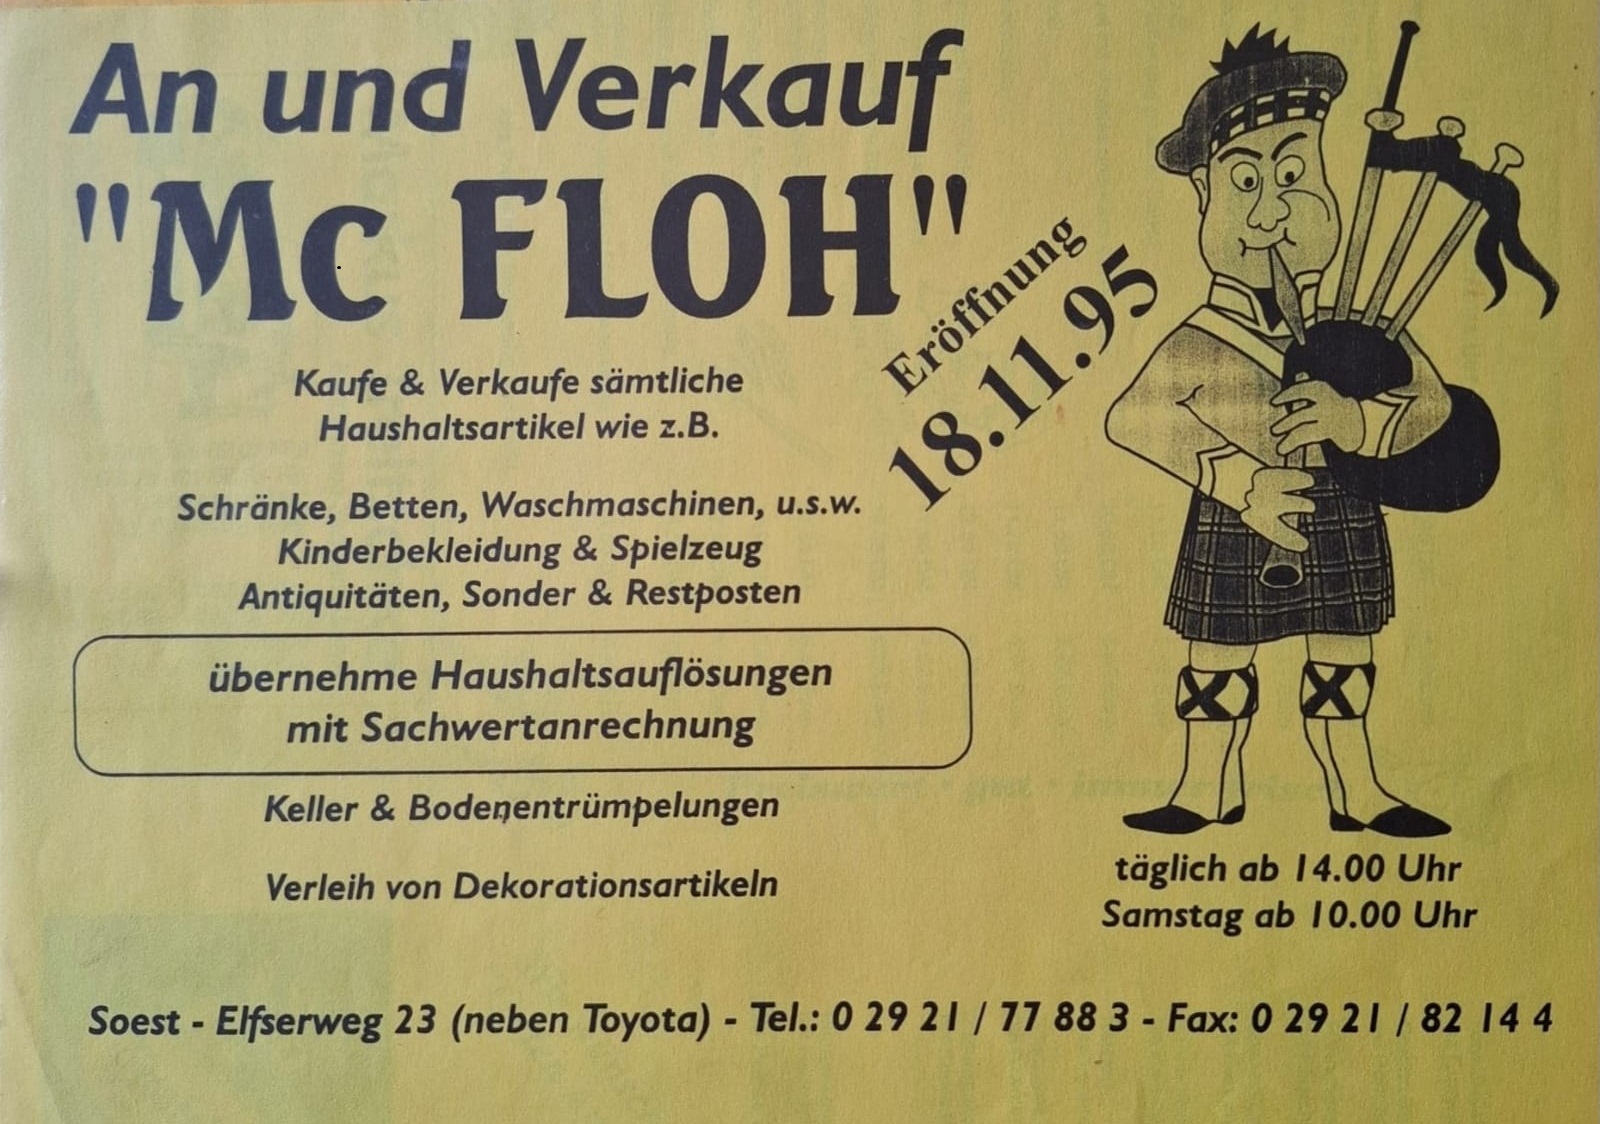 An und Verkauf
"Mc FLOH"
Eröffnung
18.11.95
Kaufe & Verkaufe sämtliche
Haushaltsartikel wie z.B.
Schränke, Betten, Waschmaschinen, u.s.w.
Kinderbekleidung & Spielzeug
Antiquitäten, Sonder & Restposten
übernehme Haushaltsauflösungen
mit Sachwertanrechnung
Keller & Bodenentrümpelungen
Verleih von Dekorationsartikeln
täglich ab 14.00 Uhr
Samstag ab 10.00 Uhr
Soest - Elfserweg 23 (neben Toyota) - Tel.: 0 29 21 / 77 88 3 - Fax: 0 29 21 / 82 14 4